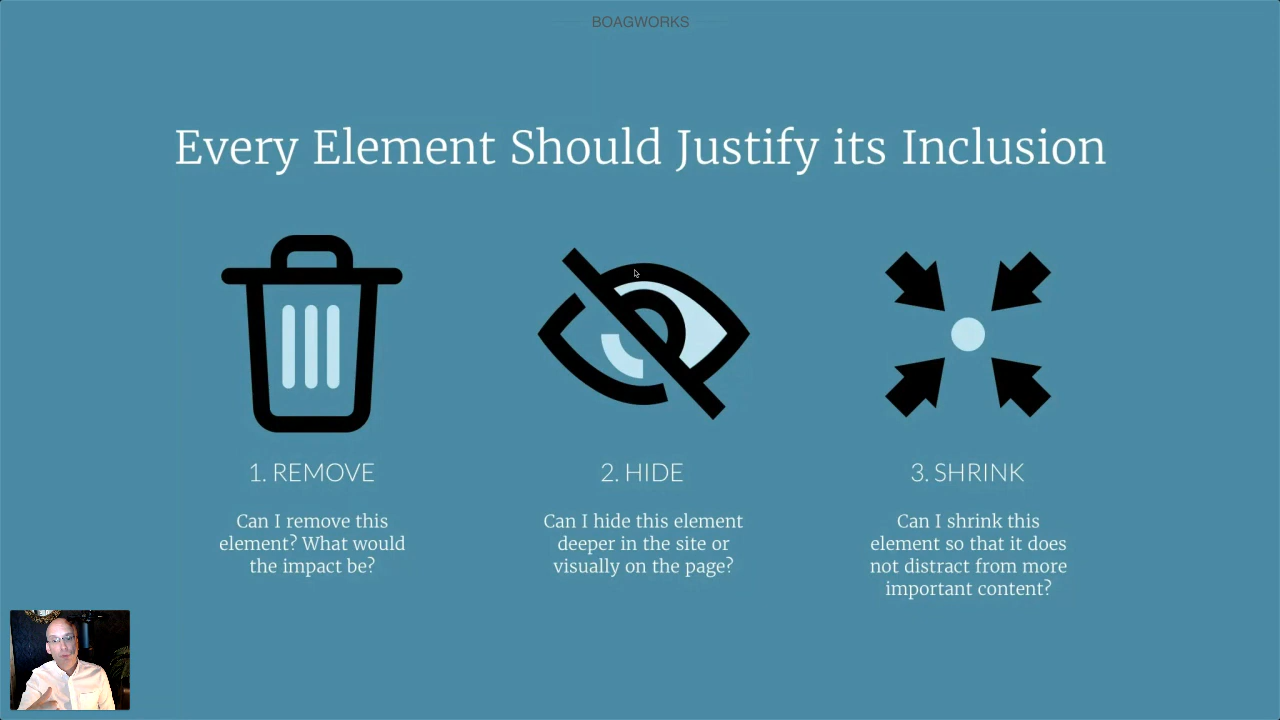 BOAGWORKS
Every Element Should Justify its Inclusion
1. REMOVE
Can I remove this
element? What would
the impact be?
2. HIDE
Can I hide this element
deeper in the site or
visually on the page?
3. SHRINK
Can I shrink this
element so that it does
not distract from more
important content?